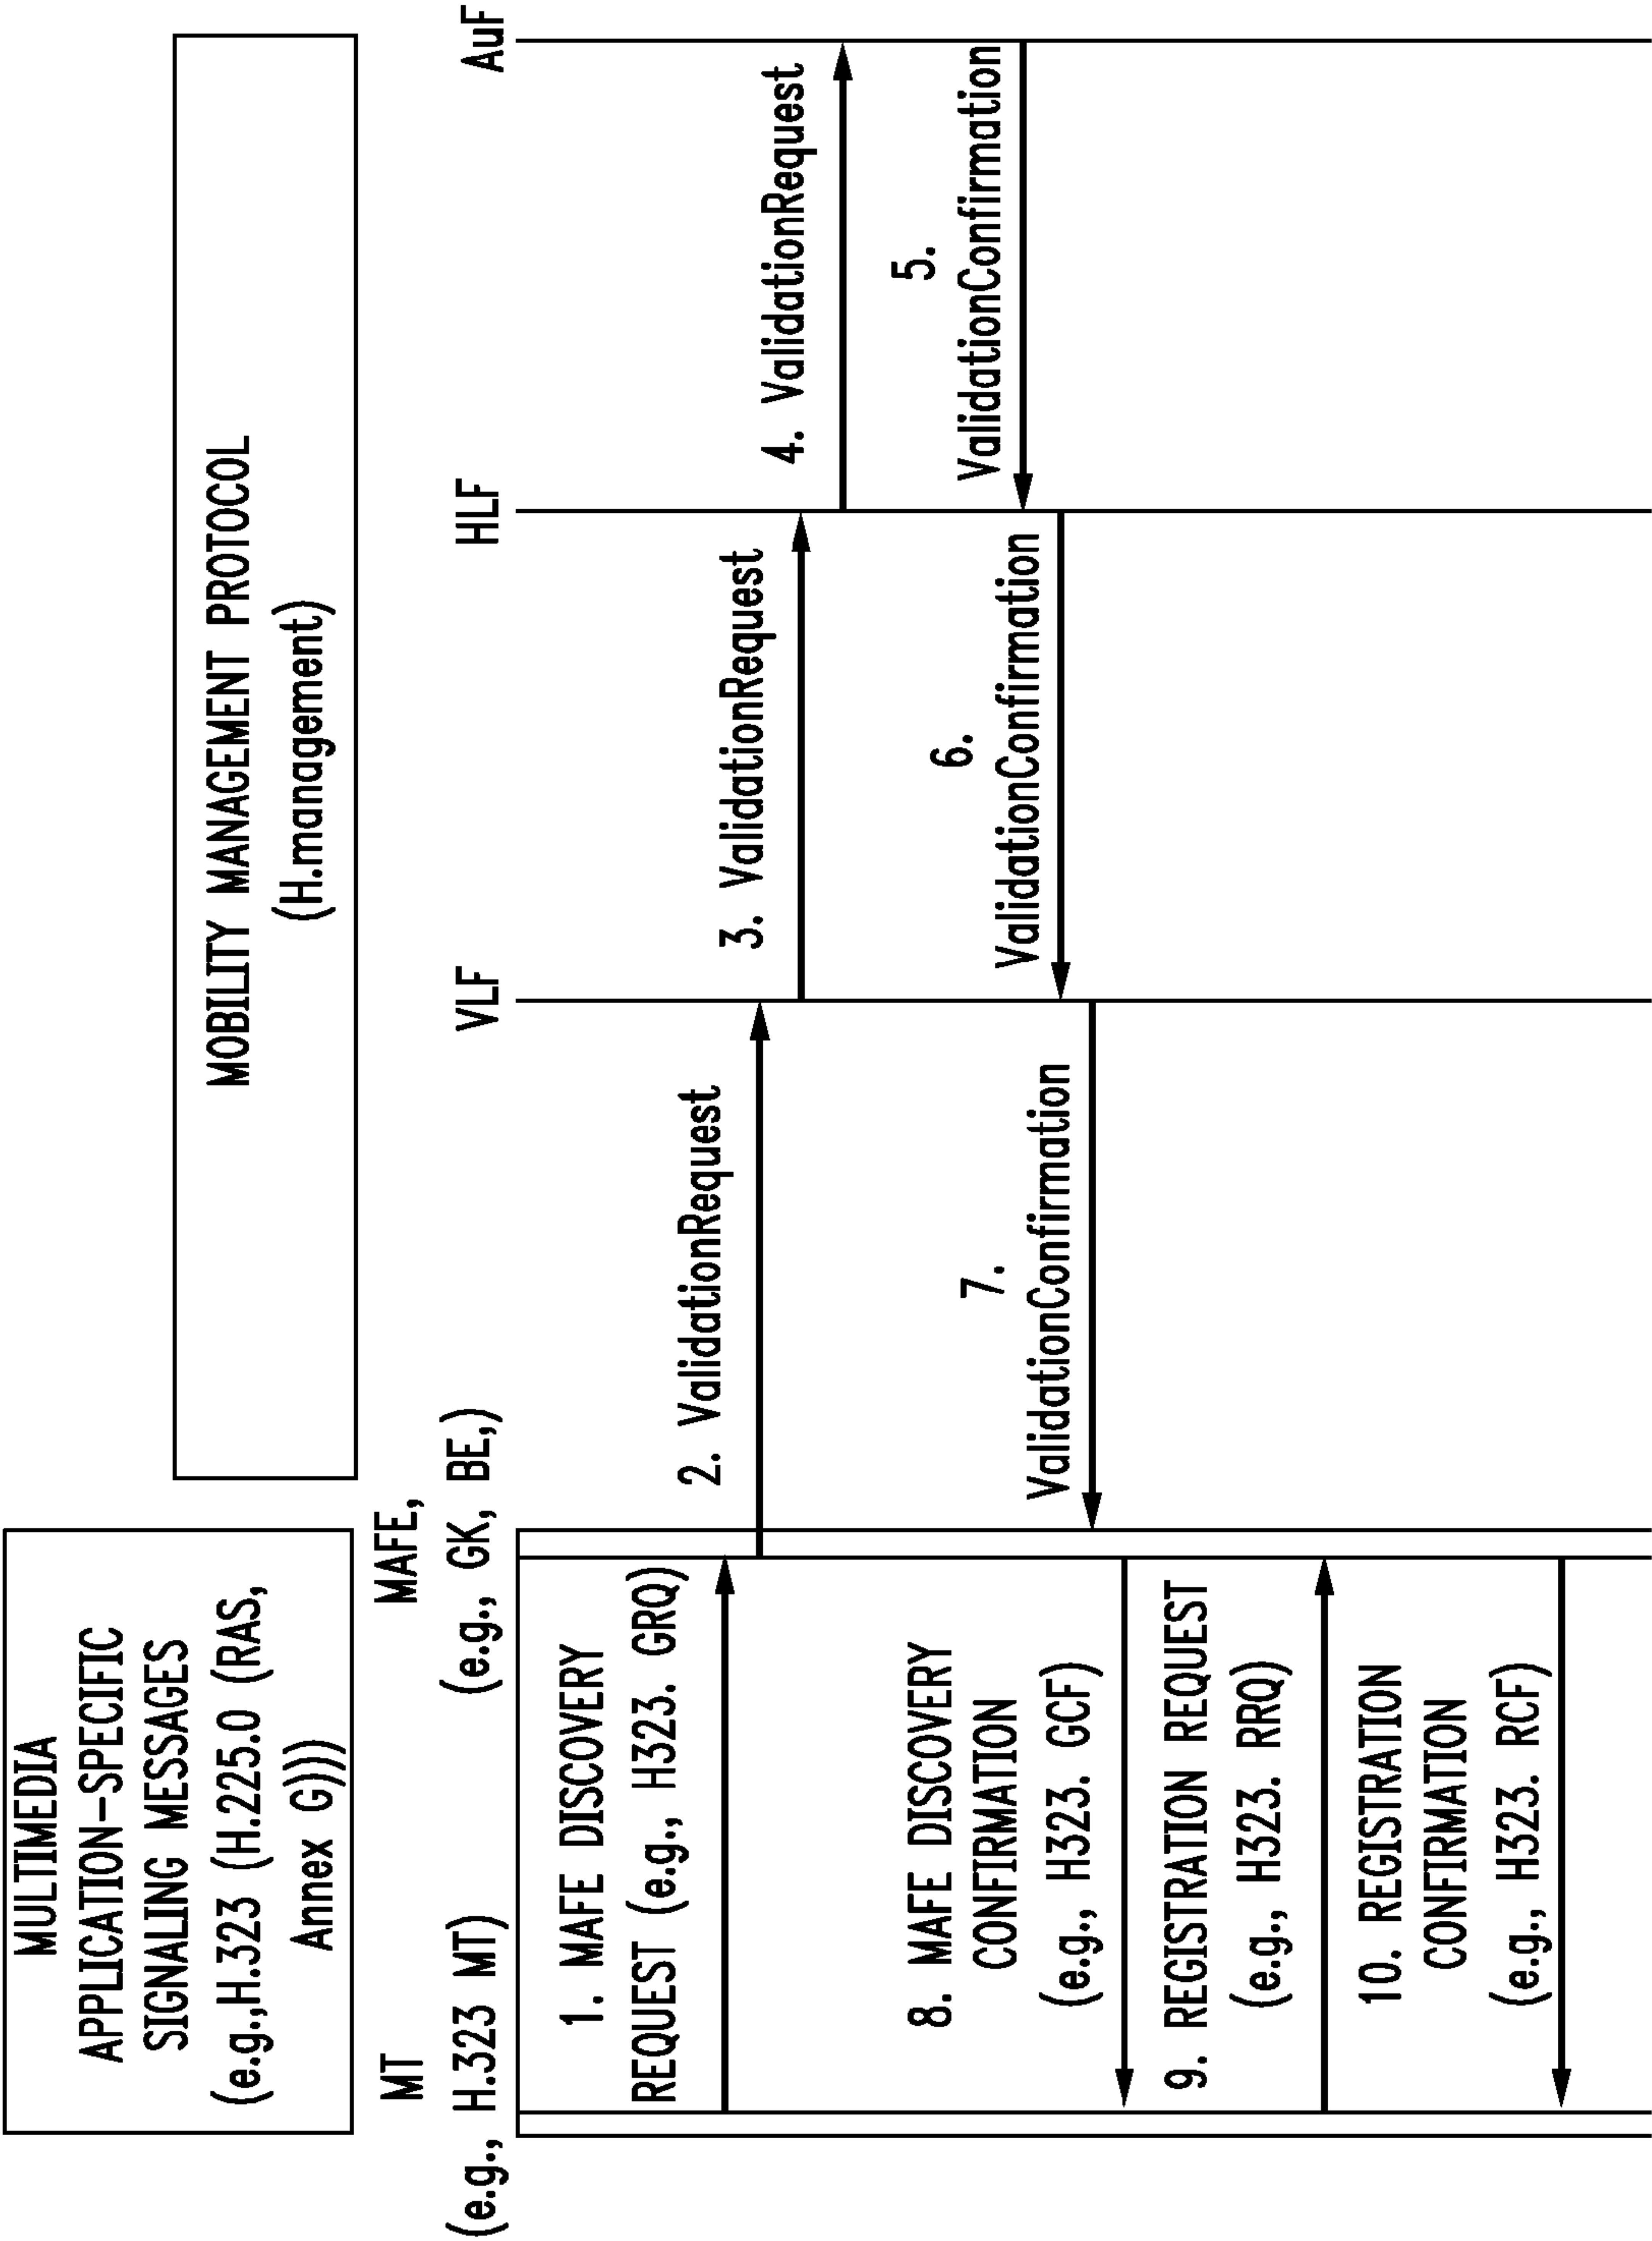 MULTIMEDIA
APPLICATION-SPECIFIC
SIGNALING MESSAGES
(e.g.,H.323 (H.225.0 (RAS,
Annex G)))
MOBILITY MANAGEMENT PROTOCOL
(H.management)
MT
(e.g., H.323 MT)
MAFE,
(e.g., GK, BE,)
VLF
HLF
AuF
1. MAFE DISCOVERY
REQUEST (e.g., H323. GRQ)
2. ValidationRequest
3. ValidationRequest
4. ValidationRequest
5.
ValidationConfirmation
6.
ValidationConfirmation
7.
ValidationConfirmation
8. MAFE DISCOVERY
CONFIRMATION
(e.g., H323. GCF)
9. REGISTRATION REQUEST
(e.g., H323. RRQ)
10. REGISTRATION
CONFIRMATION
(e.g., H323. RCF)